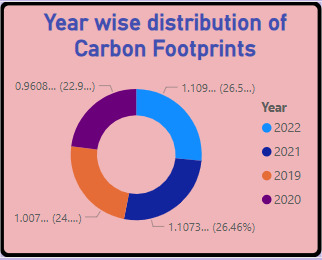 Year wise distribution of
Carbon Footprints
0.9608... (22.9...)
1.109... (26.5...)
Year
2022
2021
2019
2020
1.007... (24....)
1.1073... (26.46%)